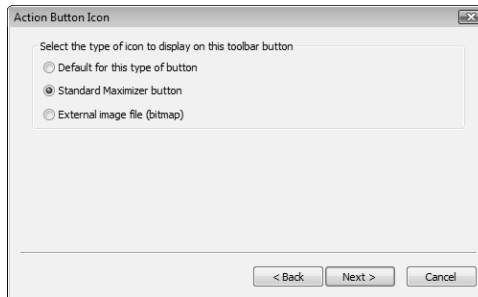 Action Button Icon
Select the type of icon to display on this toolbar button
Default for this type of button
Standard Maximizer button
External image file (bitmap)
< Back Next > Cancel